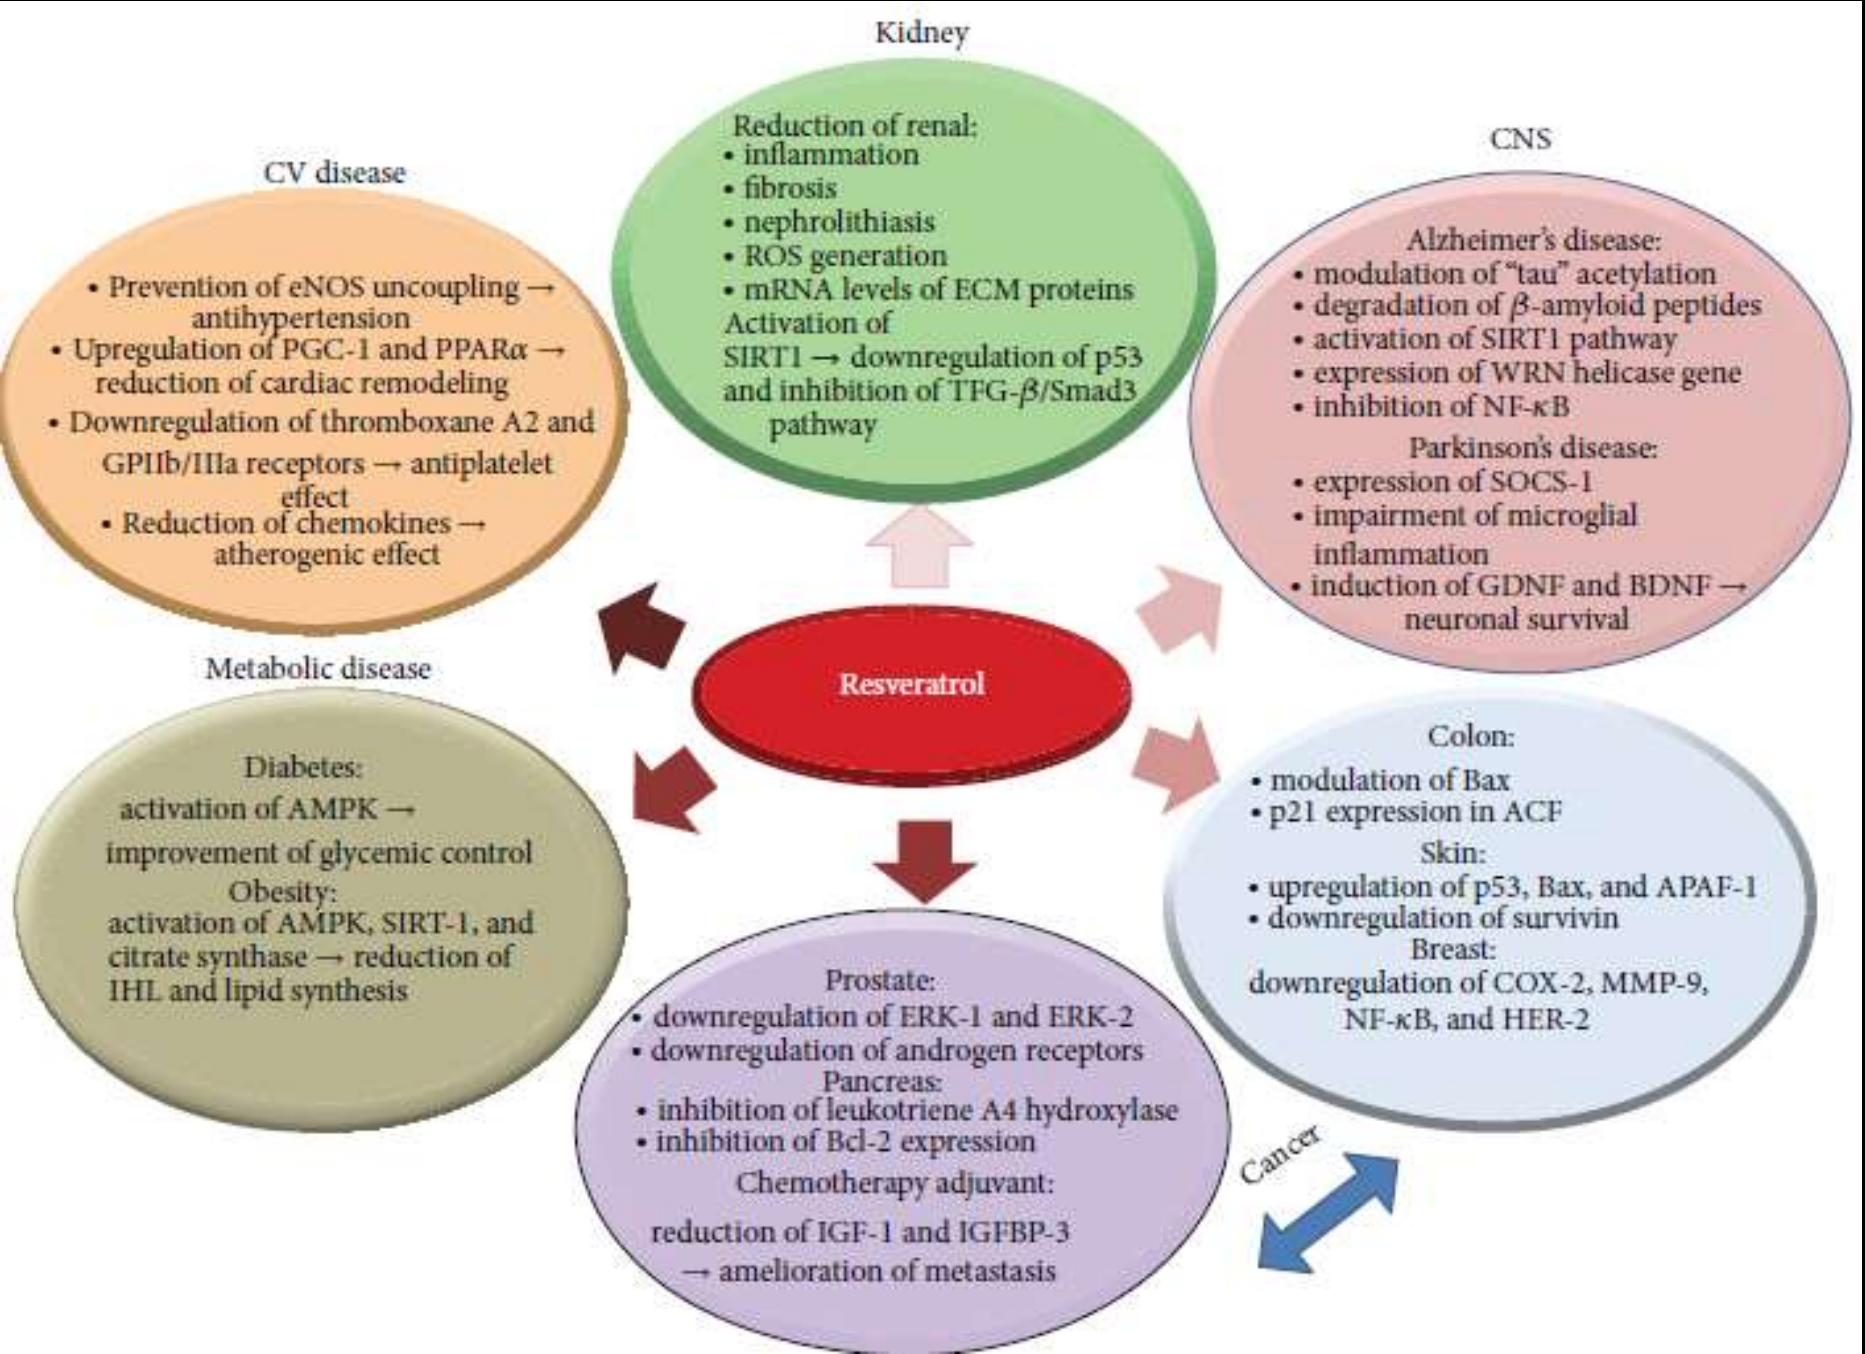 Kidney
Reduction of renal:
• inflammation
• fibrosis
• nephrolithiasis
• ROS generation
• mRNA levels of ECM proteins
Activation of
SIRT1 → downregulation of p53
and inhibition of TFG-β/Smad3
pathway
CV disease
• Prevention of eNOS uncoupling →
antihypertension
• Upregulation of PGC-1 and PPARα →
reduction of cardiac remodeling
• Downregulation of thromboxane A2 and
GPIIb/IIIa receptors → antiplatelet
effect
• Reduction of chemokines →
atherogenic effect
CNS
Alzheimer's disease:
• modulation of “tau” acetylation
• degradation of β-amyloid peptides
• activation of SIRT1 pathway
• expression of WRN helicase gene
• inhibition of NF-κB
Parkinson's disease:
• expression of SOCS-1
• impairment of microglial
inflammation
• induction of GDNF and BDNF →
neuronal survival
Resveratrol
Metabolic disease
Diabetes:
activation of AMPK →
improvement of glycemic control
Obesity:
activation of AMPK, SIRT-1, and
citrate synthase → reduction of
IHL and lipid synthesis
Colon:
• modulation of Bax
• p21 expression in ACF
Skin:
• upregulation of p53, Bax, and APAF-1
• downregulation of survivin
Breast:
downregulation of COX-2, MMP-9,
NF-κB, and HER-2
Prostate:
• downregulation of ERK-1 and ERK-2
• downregulation of androgen receptors
Pancreas:
• inhibition of leukotriene A4 hydroxylase
• inhibition of Bcl-2 expression
Chemotherapy adjuvant:
reduction of IGF-1 and IGFBP-3
→ amelioration of metastasis
Cancer